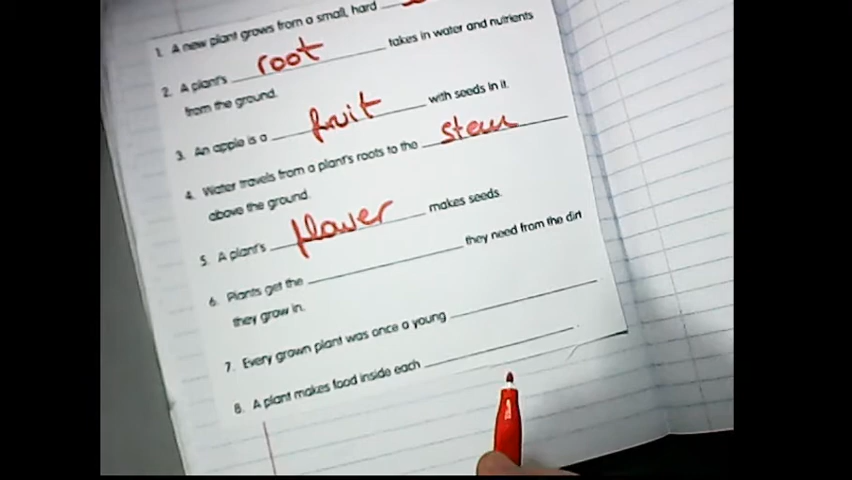 1. A new plant grows from a small, hard
2. A plant's root takes in water and nutrients
from the ground.
3. An apple is a fruit with seeds in it.
4. Water travels from a plant's roots to the stem
above the ground.
5. A plant's flower makes seeds.
6. Plants get the ____ they need from the dirt
they grow in.
7. Every grown plant was once a young ____
8. A plant makes food inside each ____.